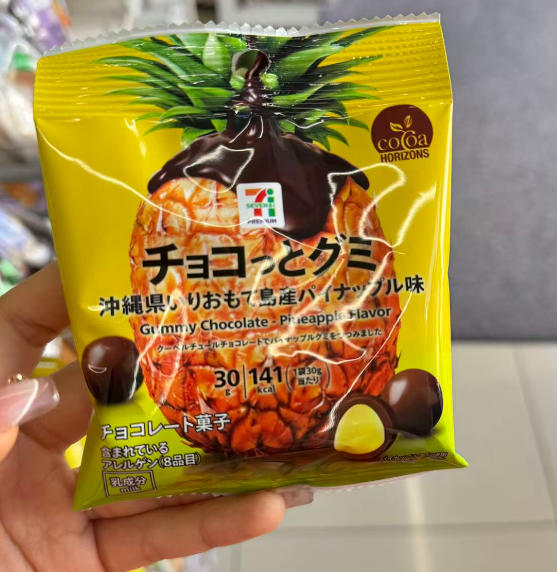 cocoa
HORIZONS
7
SEVEN&i
PREMIUM
チョコっとグミ
沖縄県いりおもて島産パイナップル味
Gummy Chocolate - Pineapple Flavor
クーベルチュールチョコレートでパイナップルグミをつつみました
30g 141kcal 1袋30g当たり
チョコレート菓子
含まれている
アレルゲン(8品目)
乳成分
milk